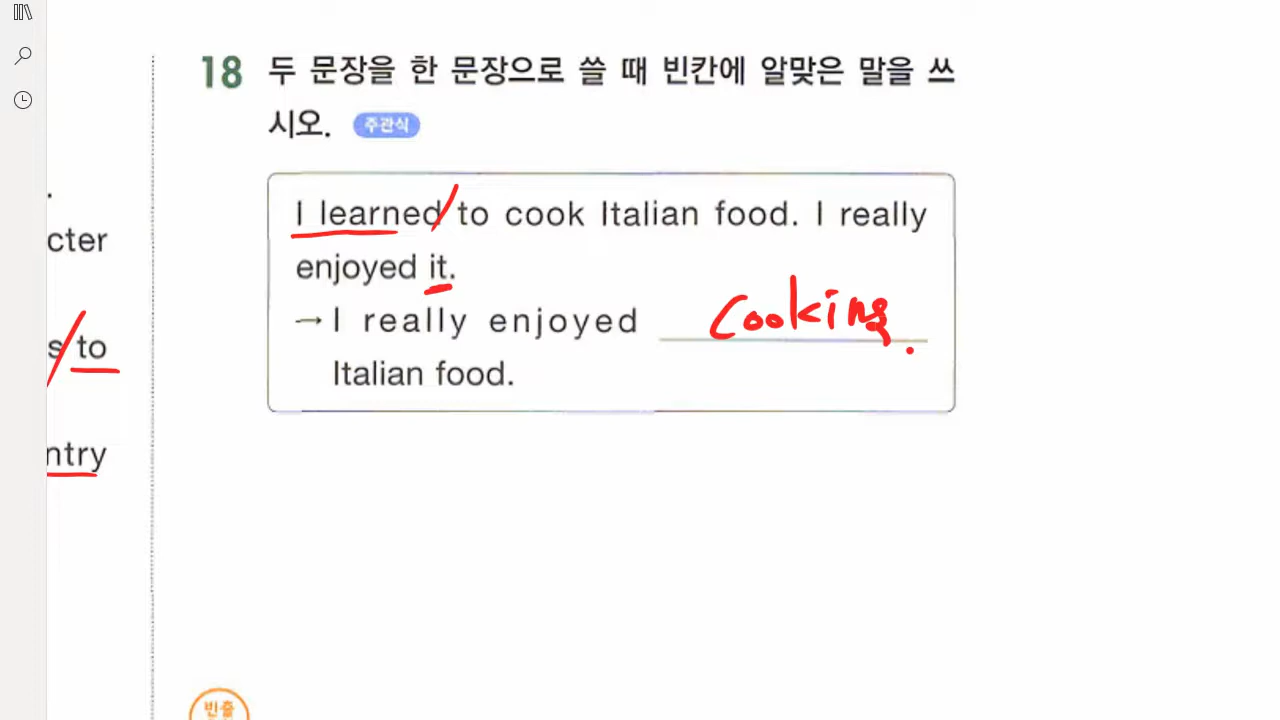 18 두 문장을 한 문장으로 쓸 때 빈칸에 알맞은 말을 쓰
시오. 주관식
I learned to cook Italian food. I really
enjoyed it.
→ I really enjoyed cooking
Italian food.
.
cter
s to
ntry
빈출